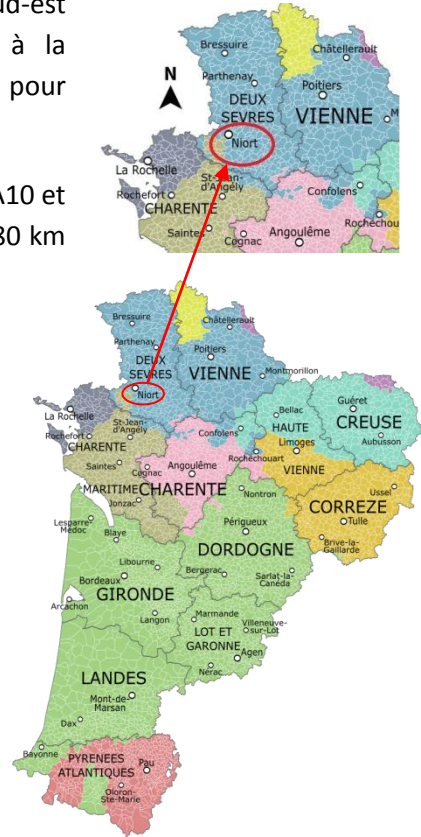 ud-est
à la
pour
A10 et
30 km
N
Bressuire
Châtellerault
Parthenay
Poitiers
DEUX
SEVRES
VIENNE
M
Niort
La Rochelle
St-Jean-
d'Angély
Rochefort
Confolens
CHARENTE
Rochechou
Saintes
Cognac
Angoulême
Bressuire
Châtellerault
Parthenay
Poitiers
DEUX
SEVRES
VIENNE
Montmorillon
Niort
La Rochelle
St-Jean-
d'Angély
Rochefort
CHARENTE
Confolens
Bellac
Guéret
HAUTE
CREUSE
Limoges
Aubusson
Saintes
Cognac
Angoulême
Rochechouart
VIENNE
MARITIME
CHARENTE
Jonzac
Nontron
Ussel
CORREZE
Tulle
Lesparre-
Médoc
Blaye
Périgueux
Brive-la-
Gaillarde
DORDOGNE
Libourne
Bordeaux
Bergerac
Sarlat-la-
Canéda
GIRONDE
Arcachon
Langon
Marmande
Villeneuve-
sur-Lot
LOT ET
GARONNE
Agen
Nérac
LANDES
Mont-de-
Marsan
Dax
Bayonne
PYRENEES
ATLANTIQUES
Pau
Oloron-
Ste-Marie